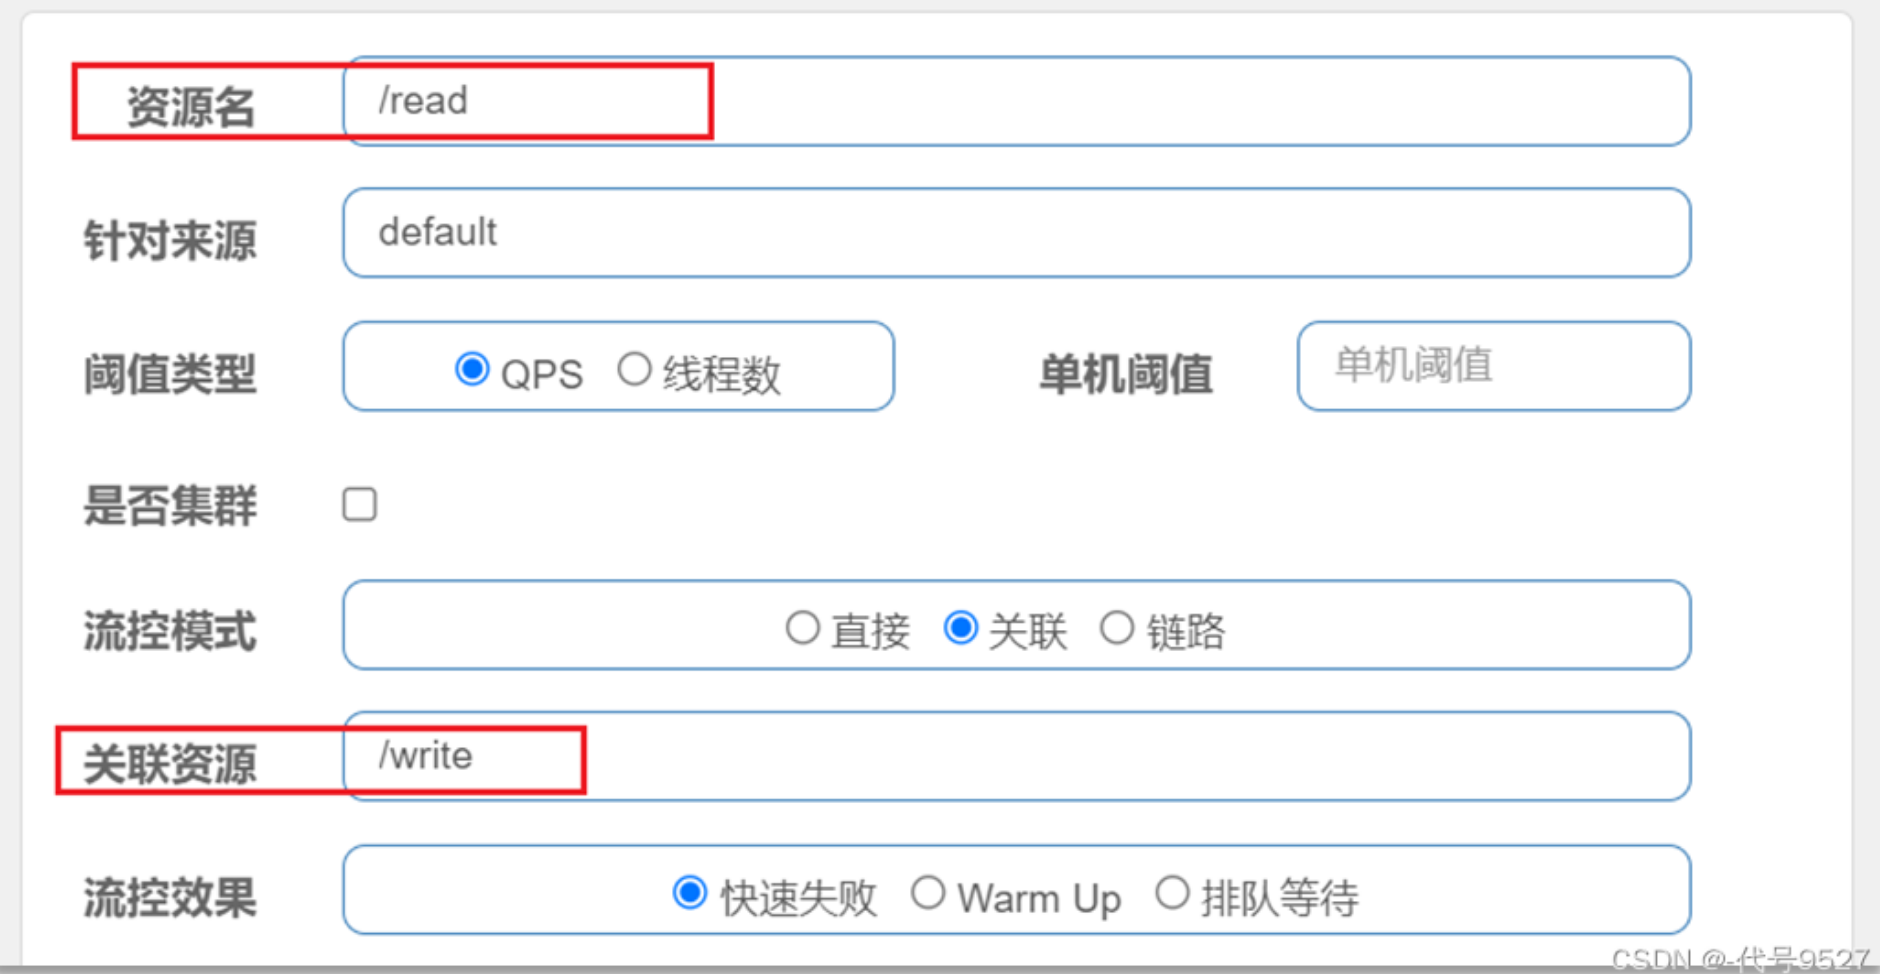 资源名 /read
针对来源 default
阈值类型 QPS 线程数 单机阈值 单机阈值
是否集群
流控模式 直接 关联 链路
关联资源 /write
流控效果 快速失败 Warm Up 排队等待
CSDN @-代号9527